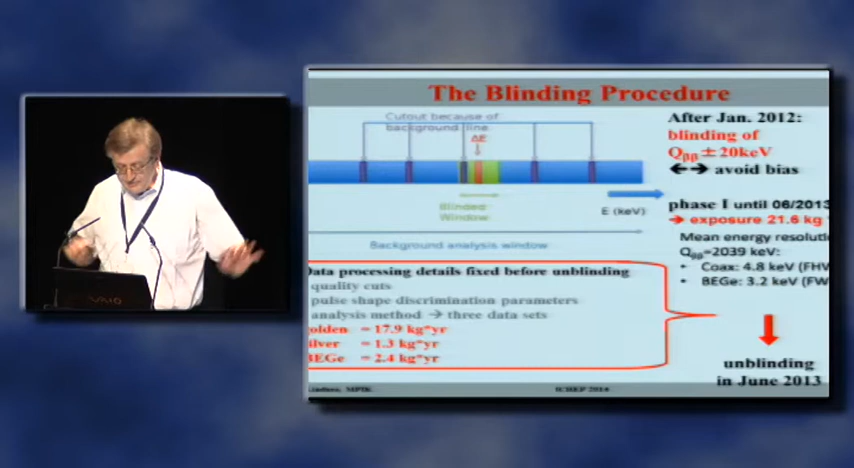 The Blinding Procedure
Cutout because of
background line
ΔE
Blinded
Window
E (keV)
Background analysis window
After Jan. 2012:
blinding of
Qββ ± 20keV
←→ avoid bias
phase I until 06/2013
→ exposure 21.6 kg
Mean energy resoluti
Qββ=2039 keV:
• Coax: 4.8 keV (FHV
• BEGe: 3.2 keV (FW
Data processing details fixed before unblinding
quality cuts
pulse shape discrimination parameters
analysis method → three data sets
olden = 17.9 kg*yr
ilver = 1.3 kg*yr
BEGe = 2.4 kg*yr
unblinding
in June 2013
MPIK
ICHEP 2014
VAIO